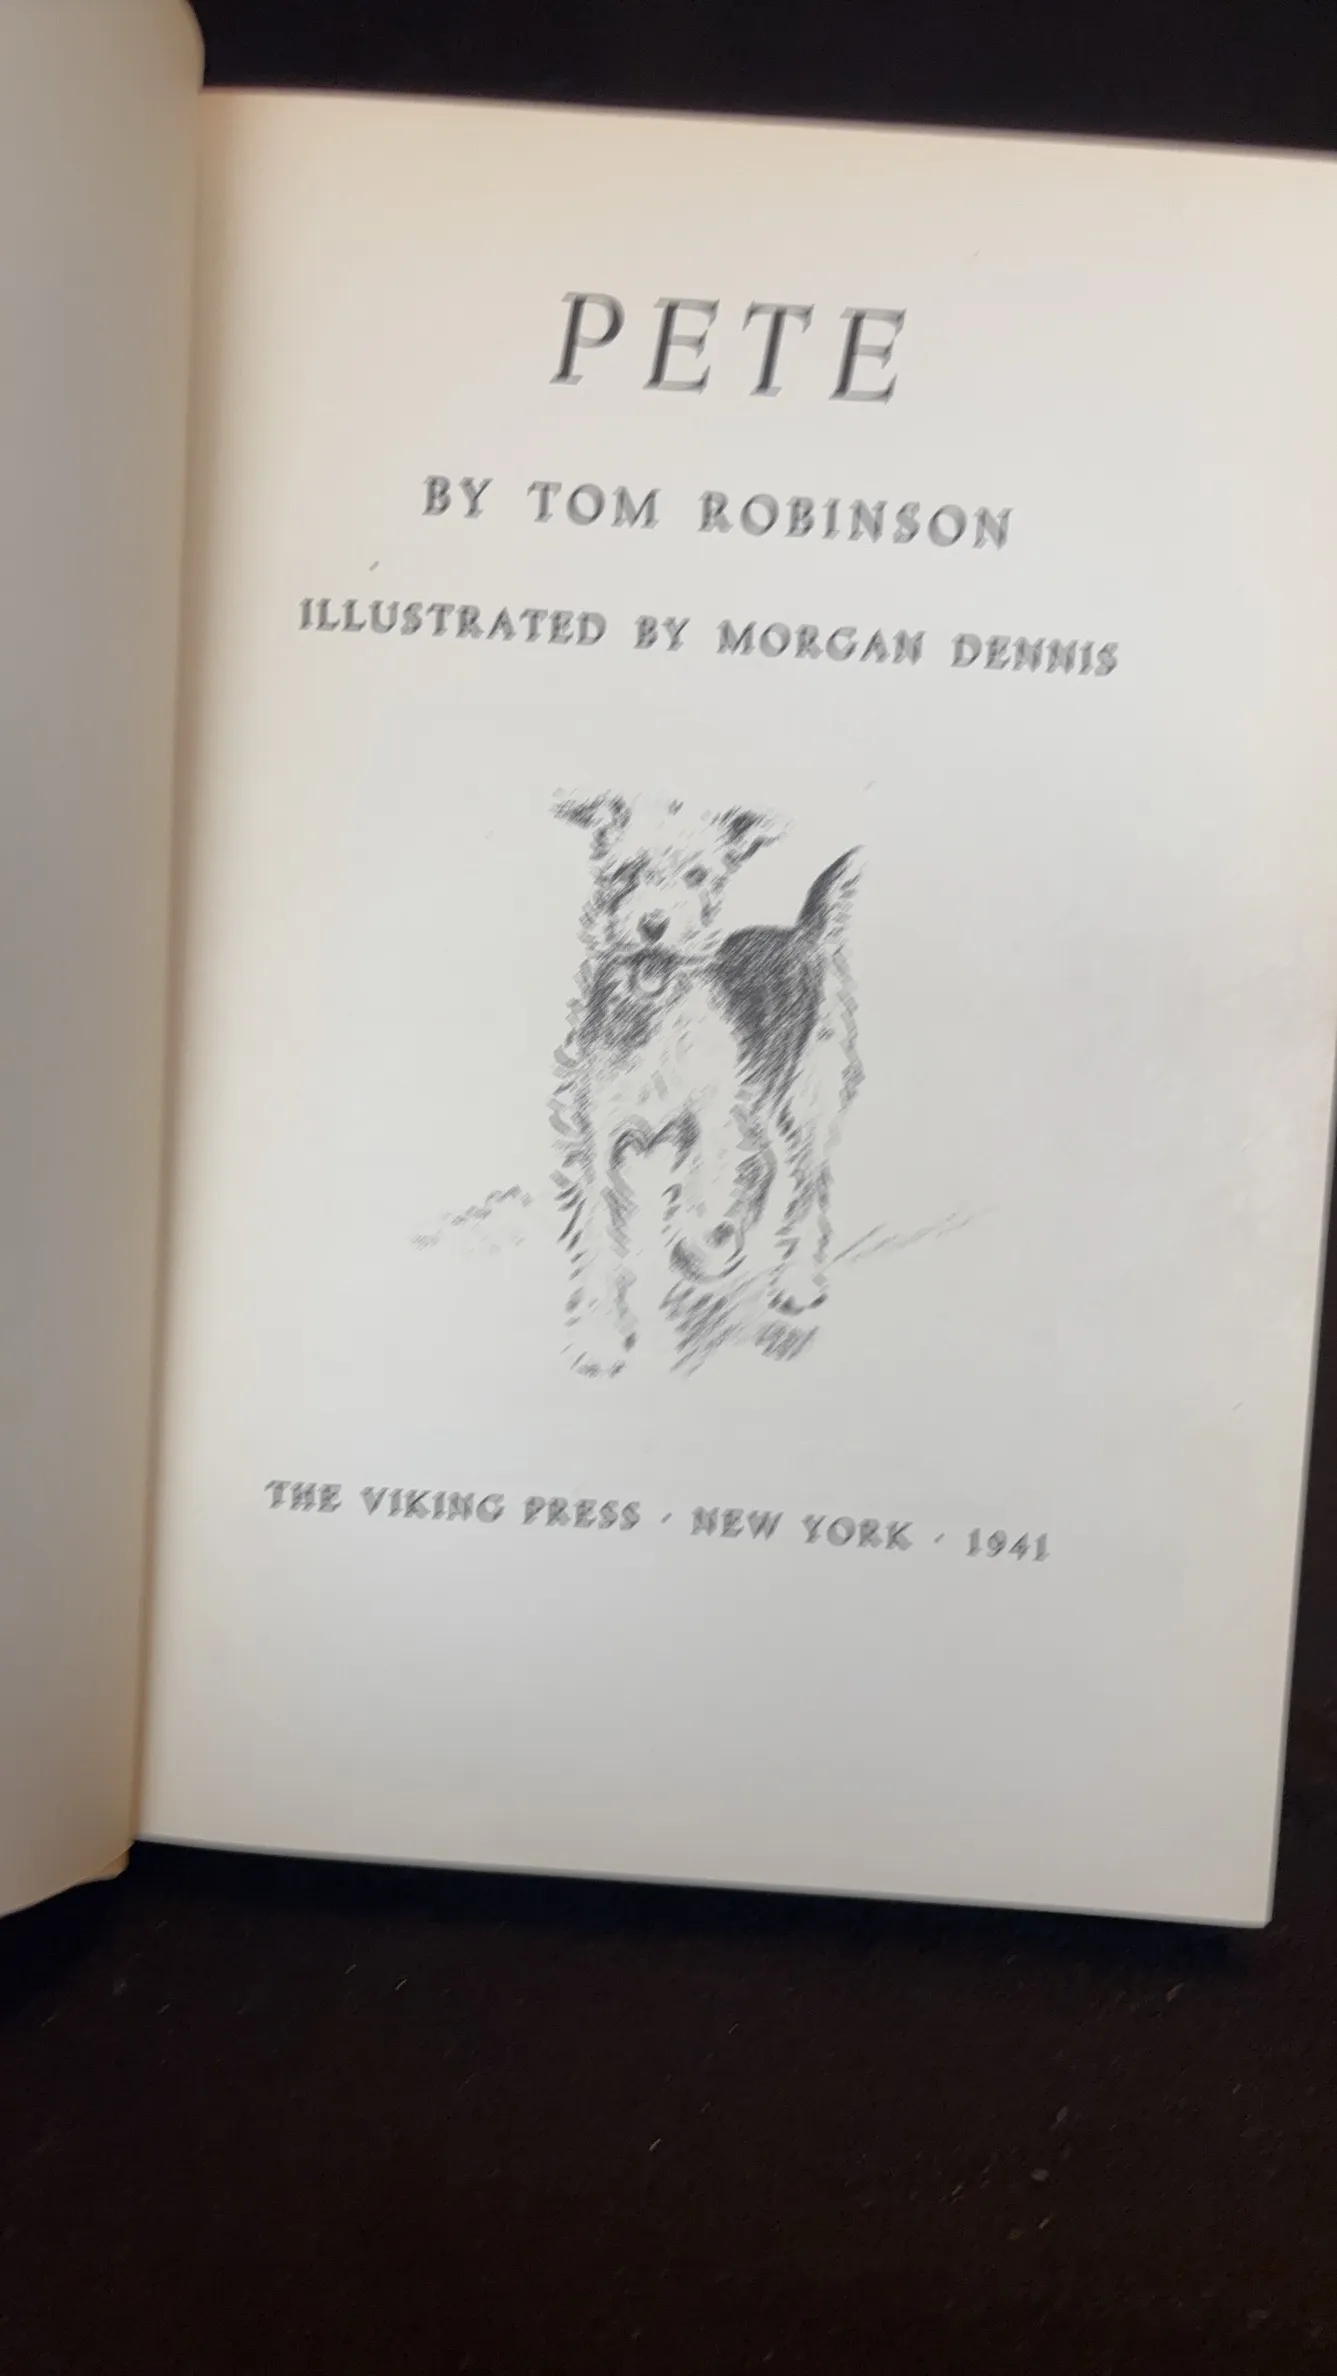 PETE
BY TOM ROBINSON
ILLUSTRATED BY MORGAN DENNIS
THE VIKING PRESS · NEW YORK · 1941